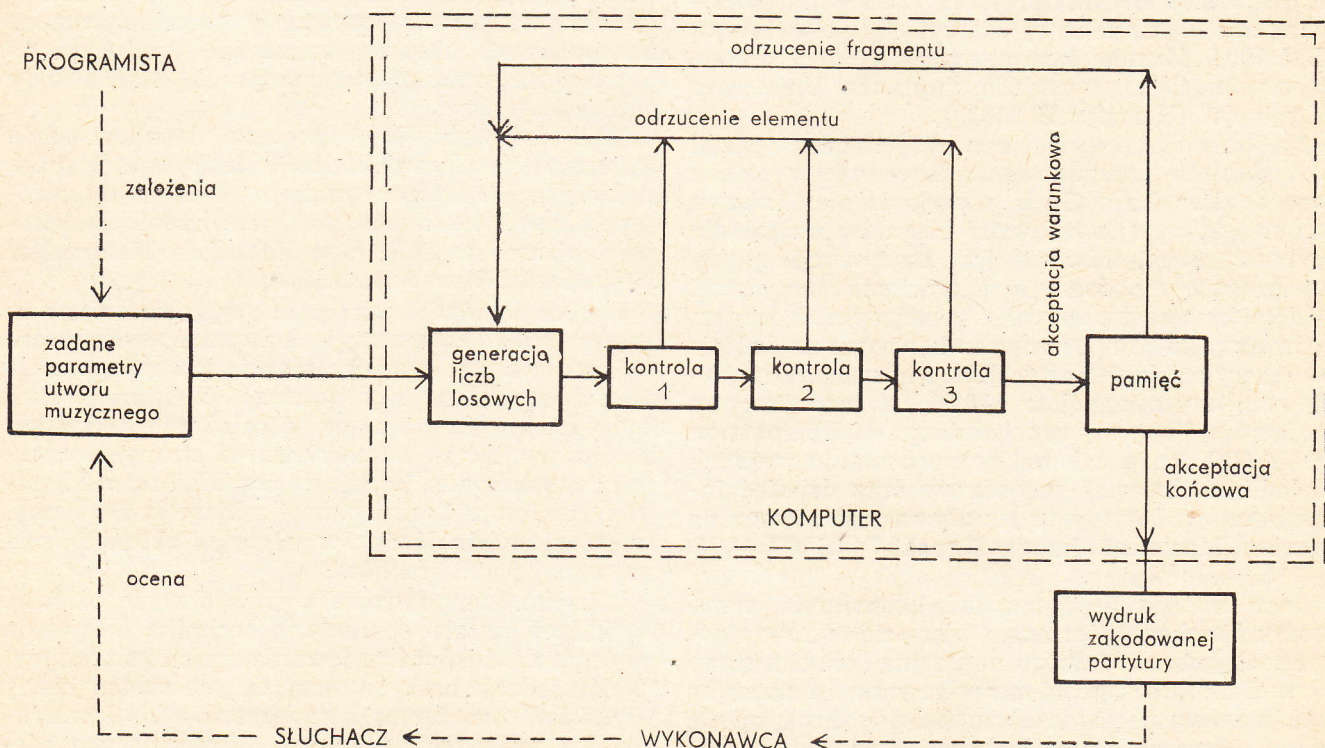 odrzucenie fragmentu
PROGRAMISTA
odrzucenie elementu
założenia
akceptacja warunkowa
zadane
parametry
utworu
muzycznego
generacja
liczb
losowych
kontrola
1
kontrola
2
kontrola
3
pamięć
akceptacja
końcowa
KOMPUTER
ocena
wydruk
zakodowanej
partytury
SŁUCHACZ
WYKONAWCA